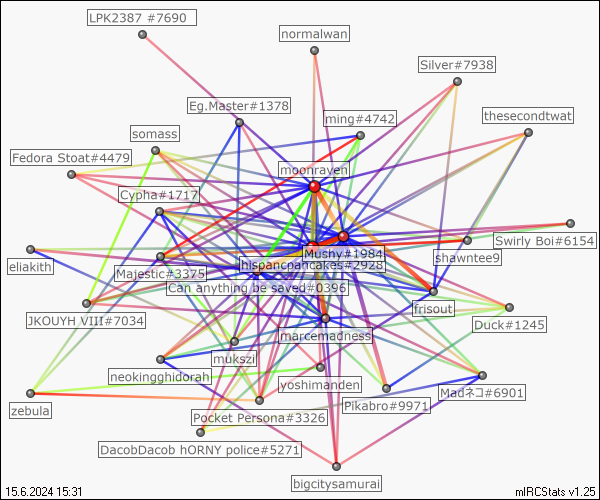 LPK2387 #7690
normalwan
Silver#7938
Eg.Master#1378
ming#4742
thesecondtwat
somass
Fedora Stoat#4479
moonraven
Cypha#1717
Swirly Boi#6154
Mushy#1984
shawntee9
eliakith
Majestic#3375
hispancpancakes#2928
Can anything be saved#0396
JKOUYH VIII#7034
frisout
Duck#1245
marcemadness
mukszi
neokingghidorah
yoshimanden
Madネコ#6901
Pikabro#9971
zebula
Pocket Persona#3326
DacobDacob hORNY police#5271
bigcitysamurai
15.6.2024 15:31
mIRCStats v1.25